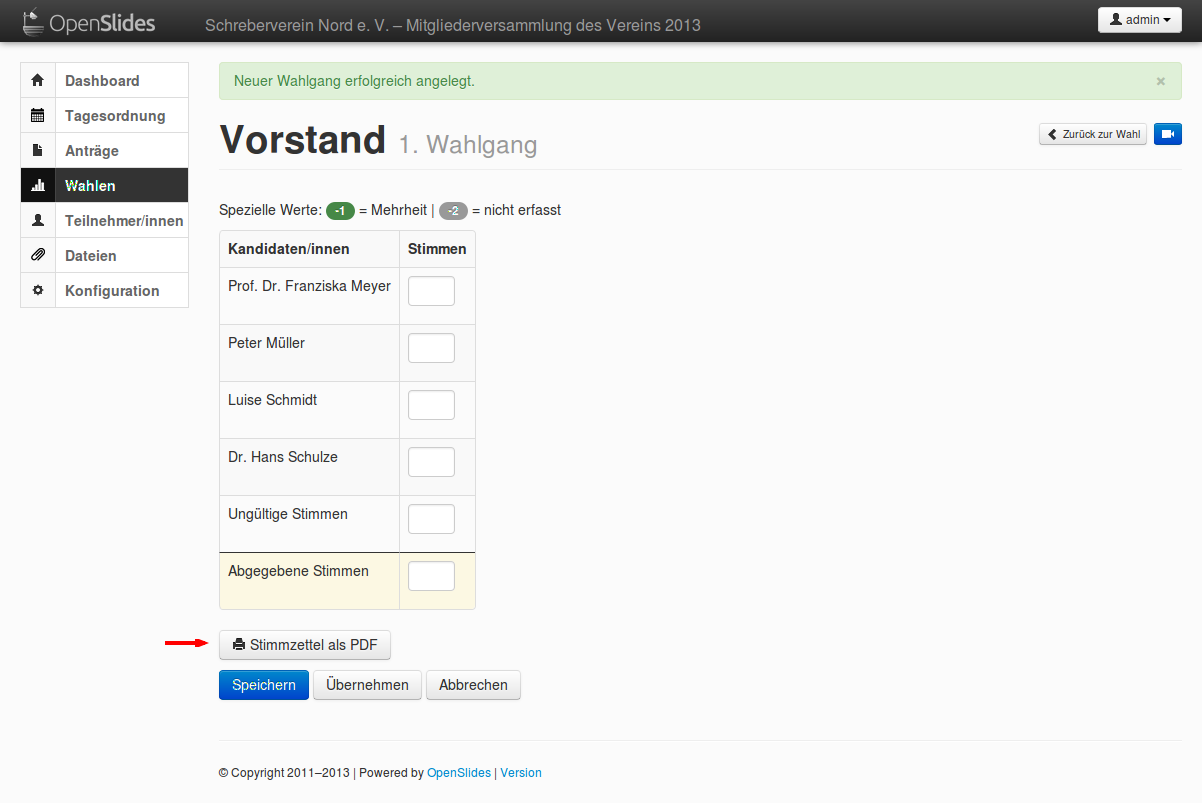 OpenSlides Schreberverein Nord e. V. – Mitgliederversammlung des Vereins 2013 admin
Dashboard
Tagesordnung
Anträge
Wahlen
Teilnehmer/innen
Dateien
Konfiguration
Neuer Wahlgang erfolgreich angelegt. ×
Vorstand 1. Wahlgang
Zurück zur Wahl
Spezielle Werte: -1 = Mehrheit | -2 = nicht erfasst
Kandidaten/innen Stimmen
Prof. Dr. Franziska Meyer
Peter Müller
Luise Schmidt
Dr. Hans Schulze
Ungültige Stimmen
Abgegebene Stimmen
Stimmzettel als PDF
Speichern Übernehmen Abbrechen
© Copyright 2011–2013 | Powered by OpenSlides | Version